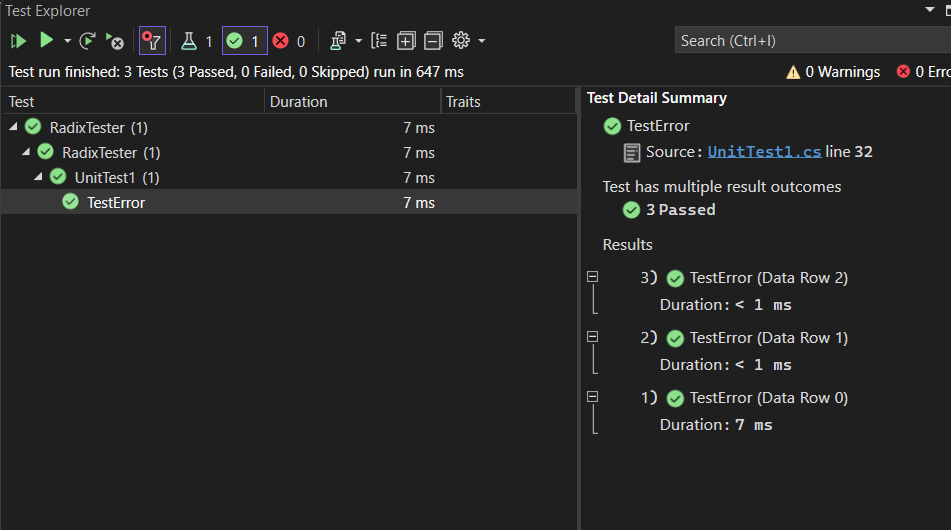 Test Explorer
1 1 0 Search (Ctrl+I)
Test run finished: 3 Tests (3 Passed, 0 Failed, 0 Skipped) run in 647 ms 0 Warnings 0 Erro
Test Duration Traits
RadixTester (1) 7 ms
RadixTester (1) 7 ms
UnitTest1 (1) 7 ms
TestError 7 ms
Test Detail Summary
TestError
Source: UnitTest1.cs line 32
Test has multiple result outcomes
3 Passed
Results
3) TestError (Data Row 2)
Duration: < 1 ms
2) TestError (Data Row 1)
Duration: < 1 ms
1) TestError (Data Row 0)
Duration: 7 ms